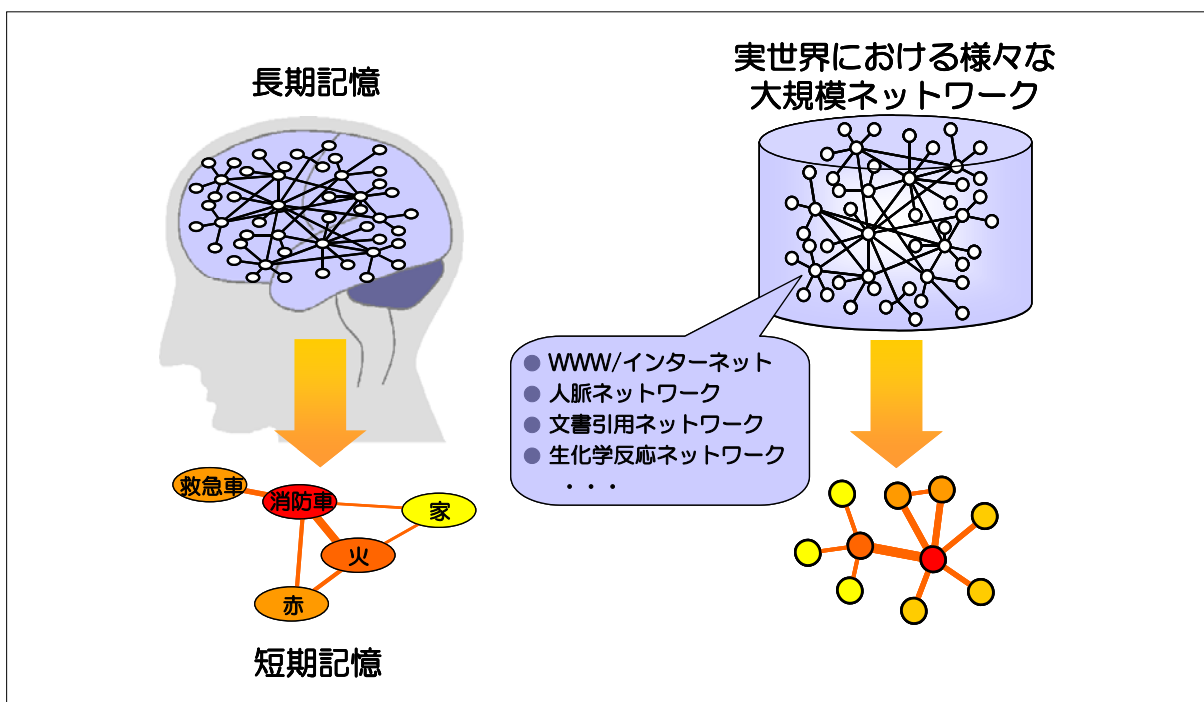 長期記憶
救急車
消防車
家
火
赤
短期記憶
実世界における様々な
大規模ネットワーク
● WWW/インターネット
● 人脈ネットワーク
● 文書引用ネットワーク
● 生化学反応ネットワーク
・・・